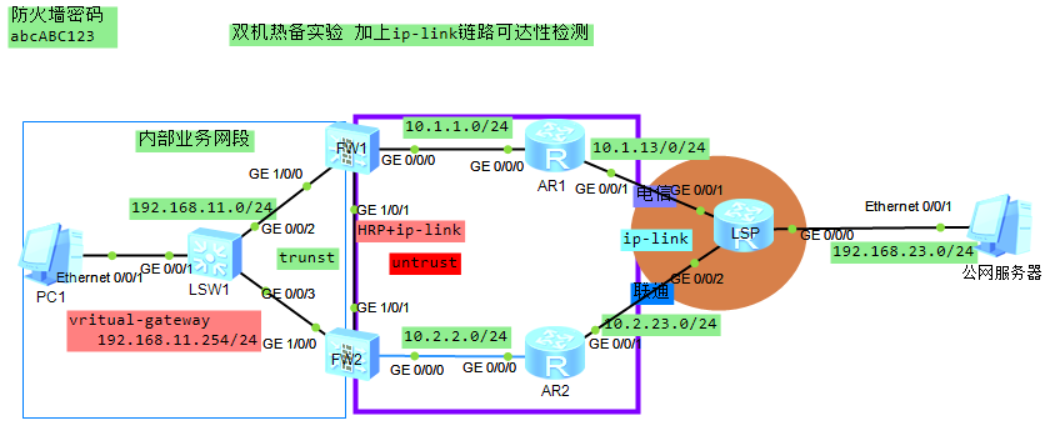 防火墙密码
abcABC123
双机热备实验 加上ip-link链路可达性检测
内部业务网段
10.1.1.0/24
FW1
GE 0/0/0
GE 0/0/0
AR1
10.1.13/0/24
GE 1/0/0
GE 0/0/1
电信
GE 0/0/1
192.168.11.0/24
GE 0/0/2
GE 1/0/1
HRP+ip-link
ip-link
LSP
Ethernet 0/0/1
GE 0/0/0
192.168.23.0/24
公网服务器
trunst
untrust
Ethernet 0/0/1
GE 0/0/1
PC1
LSW1
GE 0/0/3
GE 0/0/2
联通
vritual-gateway
192.168.11.254/24
GE 1/0/0
GE 1/0/1
10.2.2.0/24
10.2.23.0/24
GE 0/0/1
FW2
GE 0/0/0
GE 0/0/0
AR2